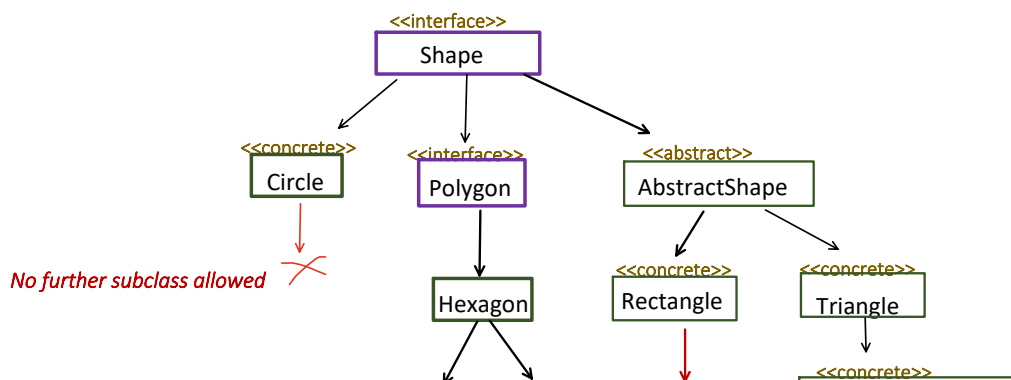 <<interface>>
Shape
<<concrete>>
<<interface>>
<<abstract>>
Circle
Polygon
AbstractShape
No further subclass allowed
<<concrete>>
<<concrete>>
Hexagon
Rectangle
Triangle
<<concrete>>